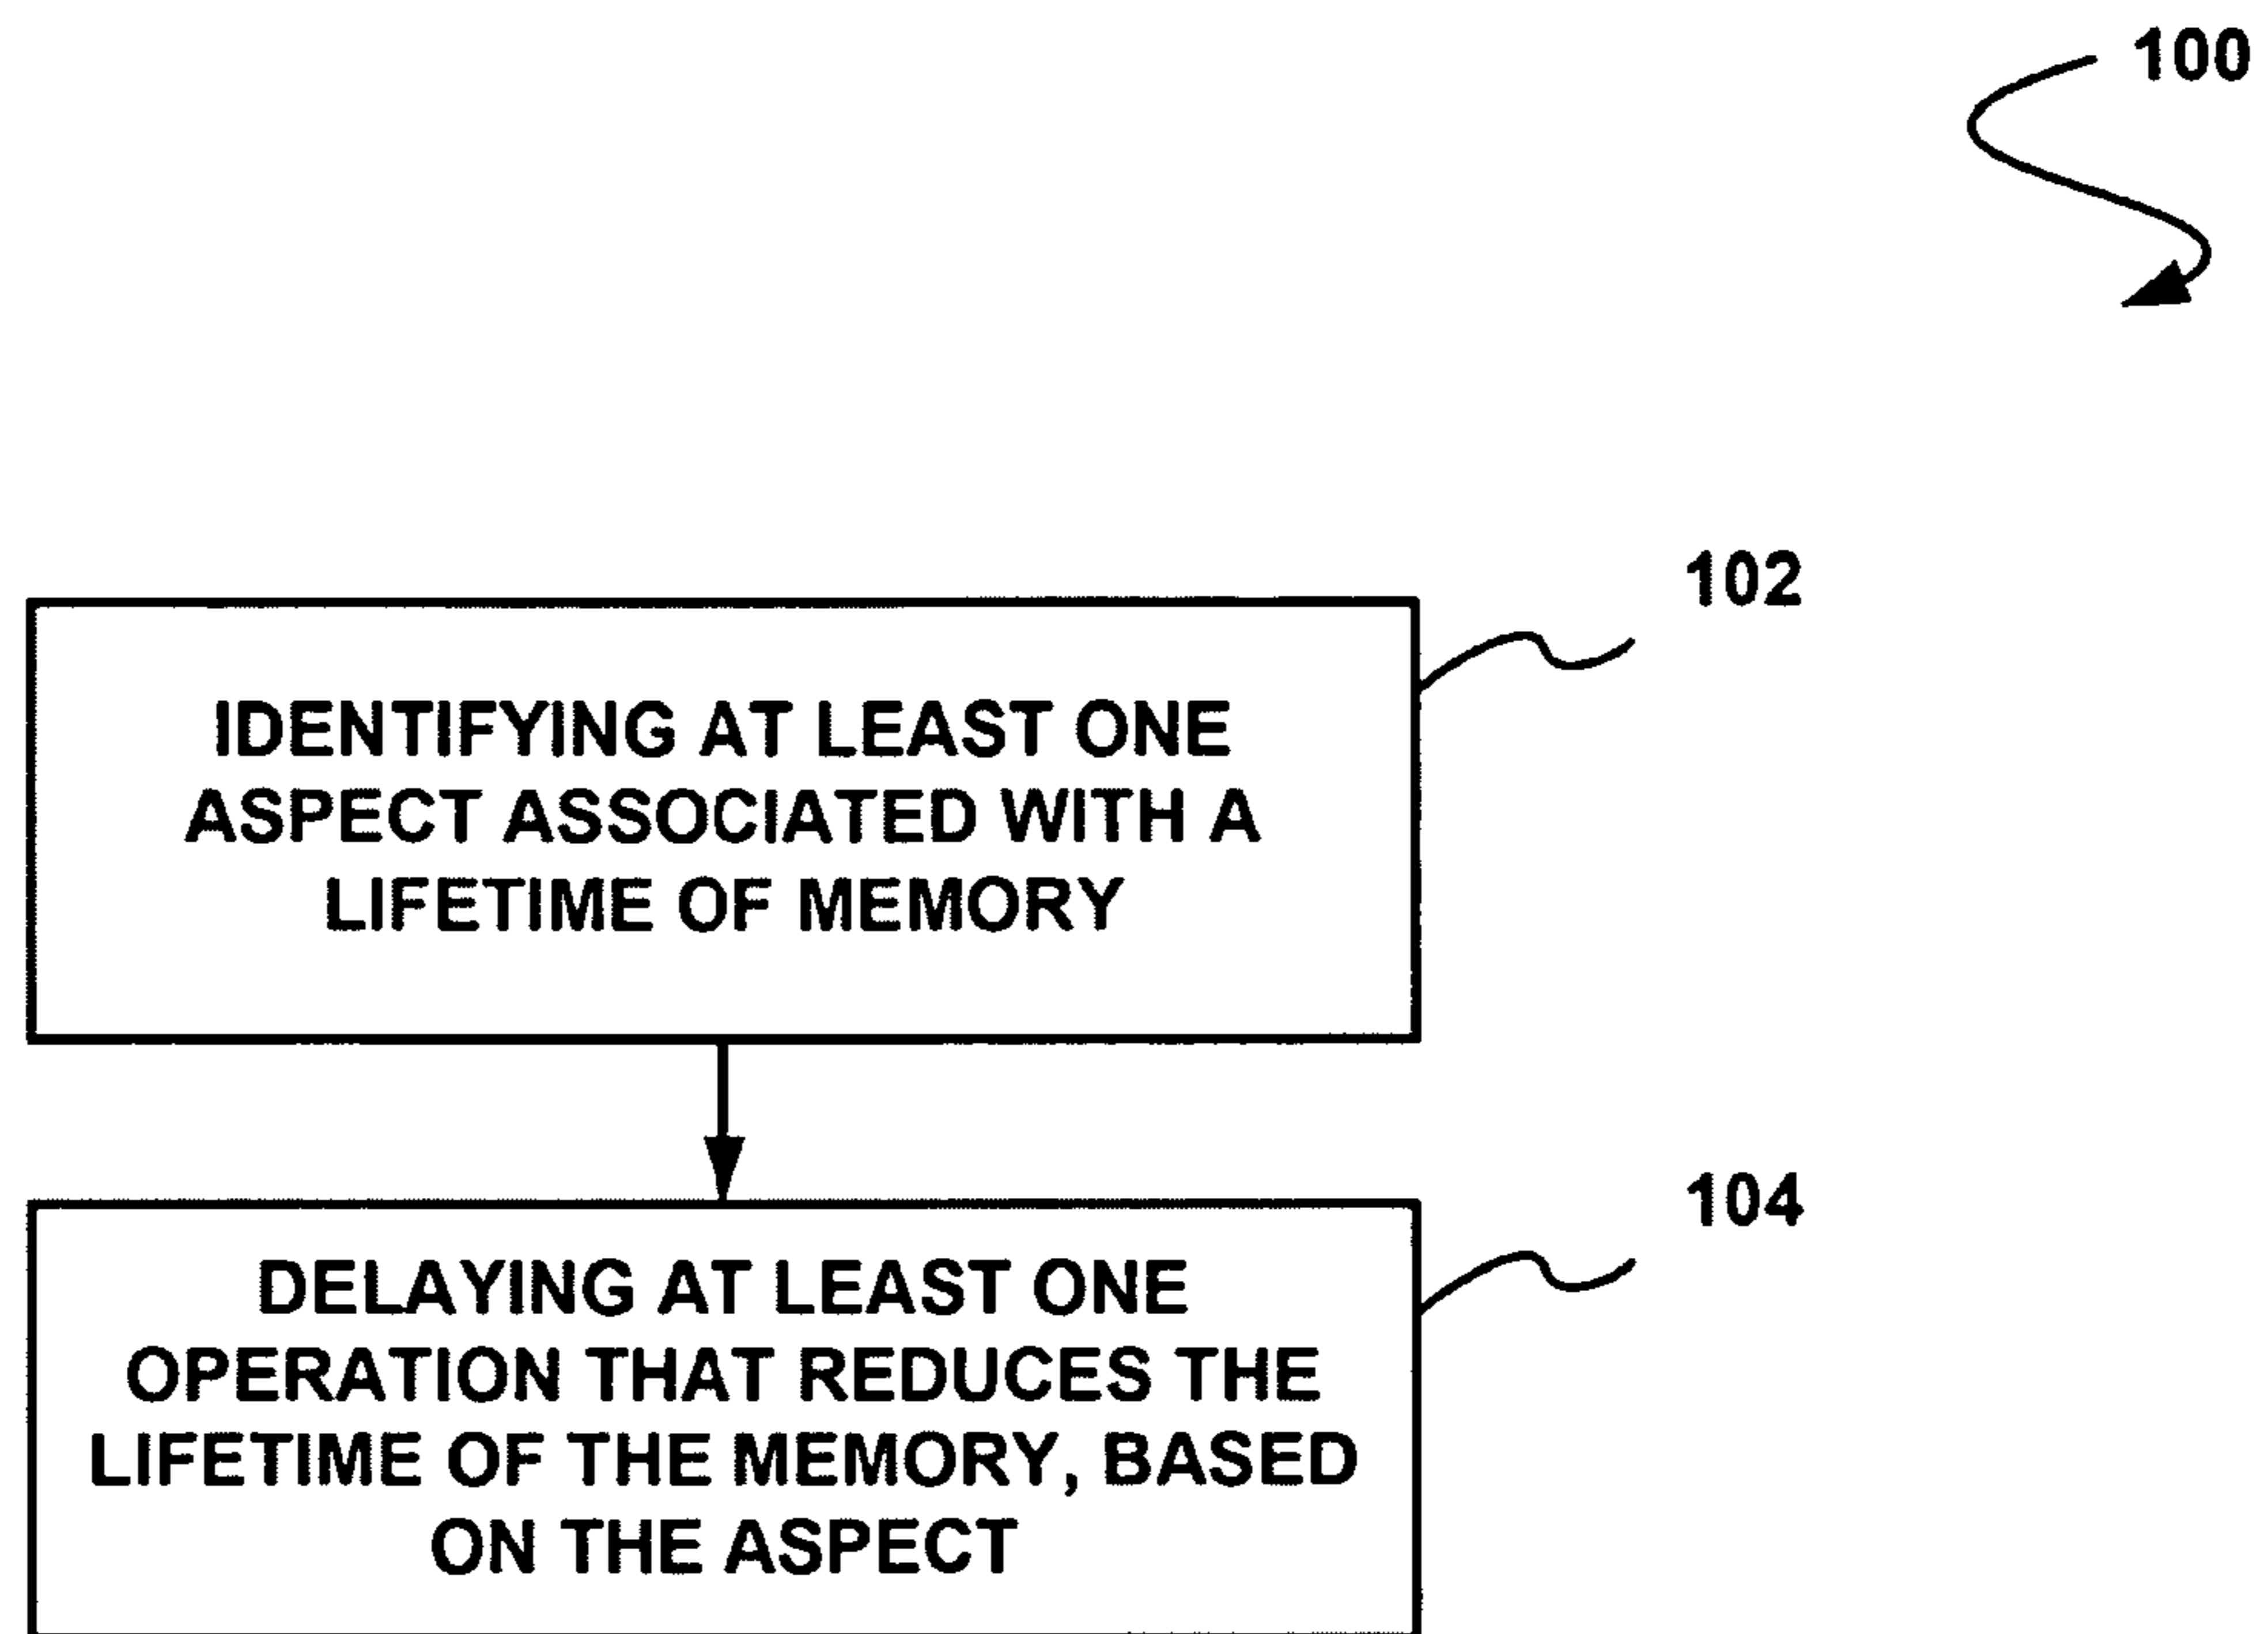 100
102
IDENTIFYING AT LEAST ONE
ASPECT ASSOCIATED WITH A
LIFETIME OF MEMORY
104
DELAYING AT LEAST ONE
OPERATION THAT REDUCES THE
LIFETIME OF THE MEMORY, BASED
ON THE ASPECT